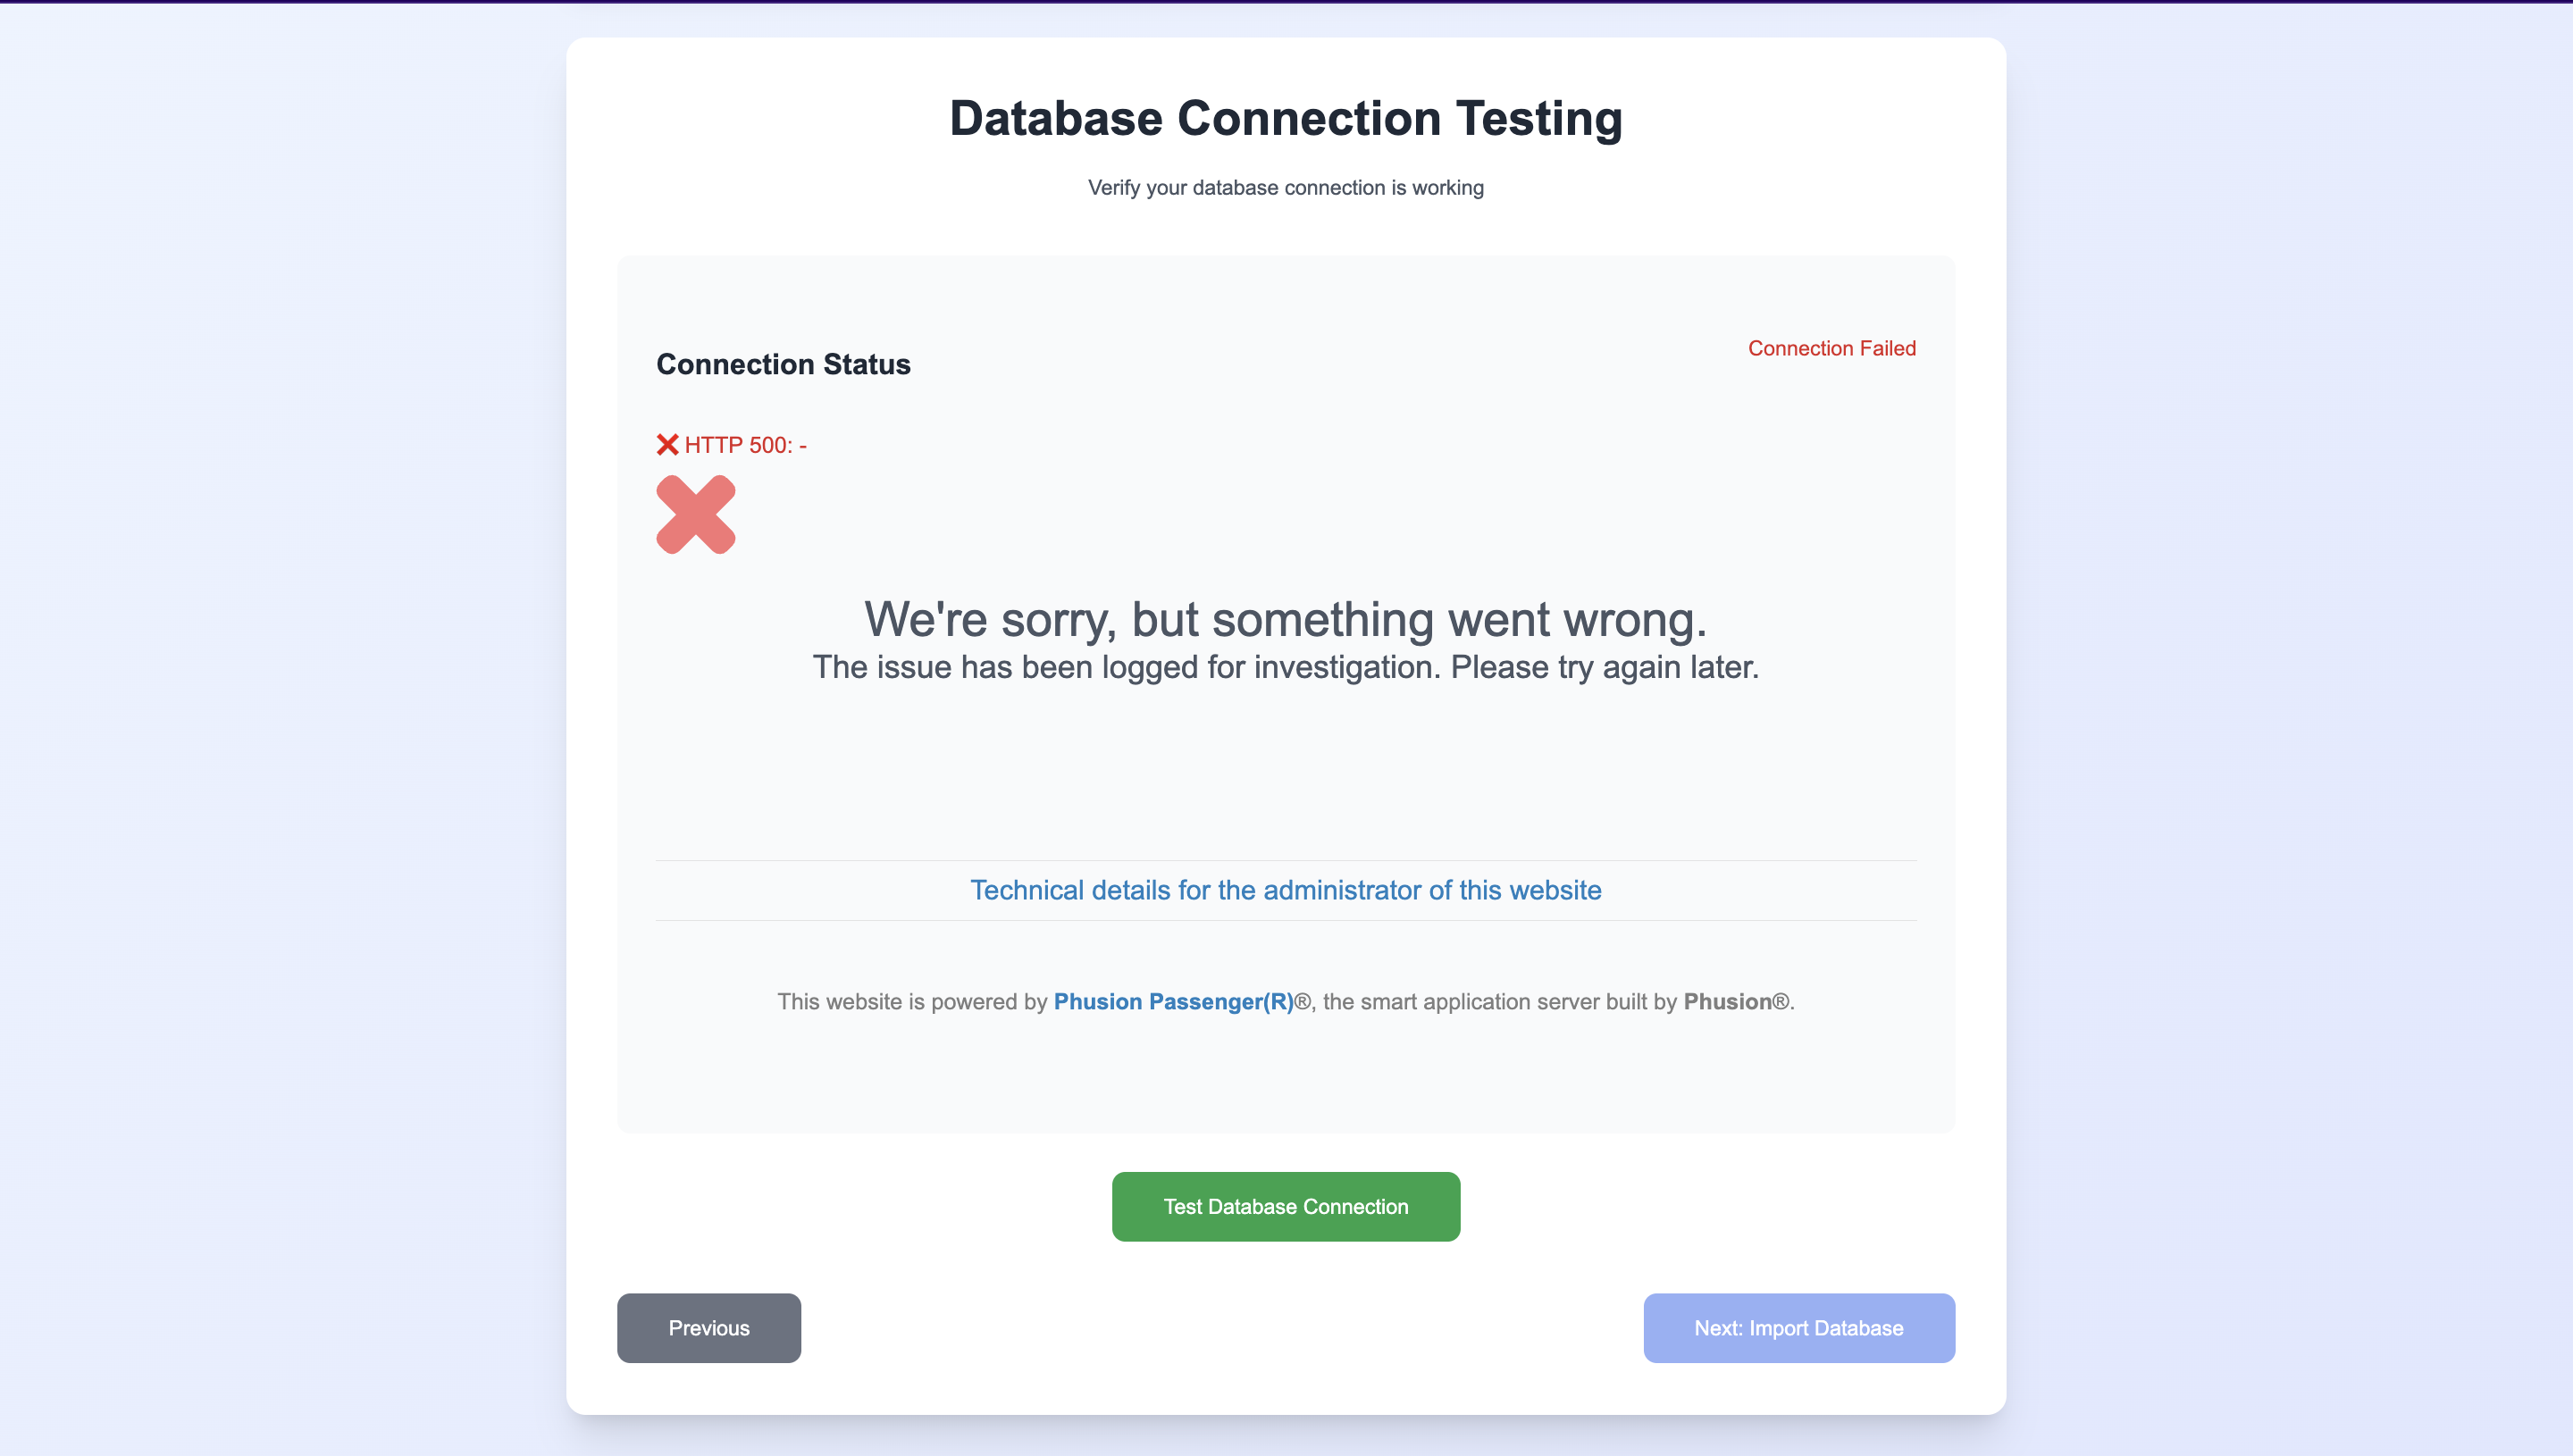 Database Connection Testing
Verify your database connection is working
Connection Status
Connection Failed
❌ HTTP 500: -
We're sorry, but something went wrong.
The issue has been logged for investigation. Please try again later.
Technical details for the administrator of this website
This website is powered by Phusion Passenger(R)®, the smart application server built by Phusion®.
Test Database Connection
Previous
Next: Import Database